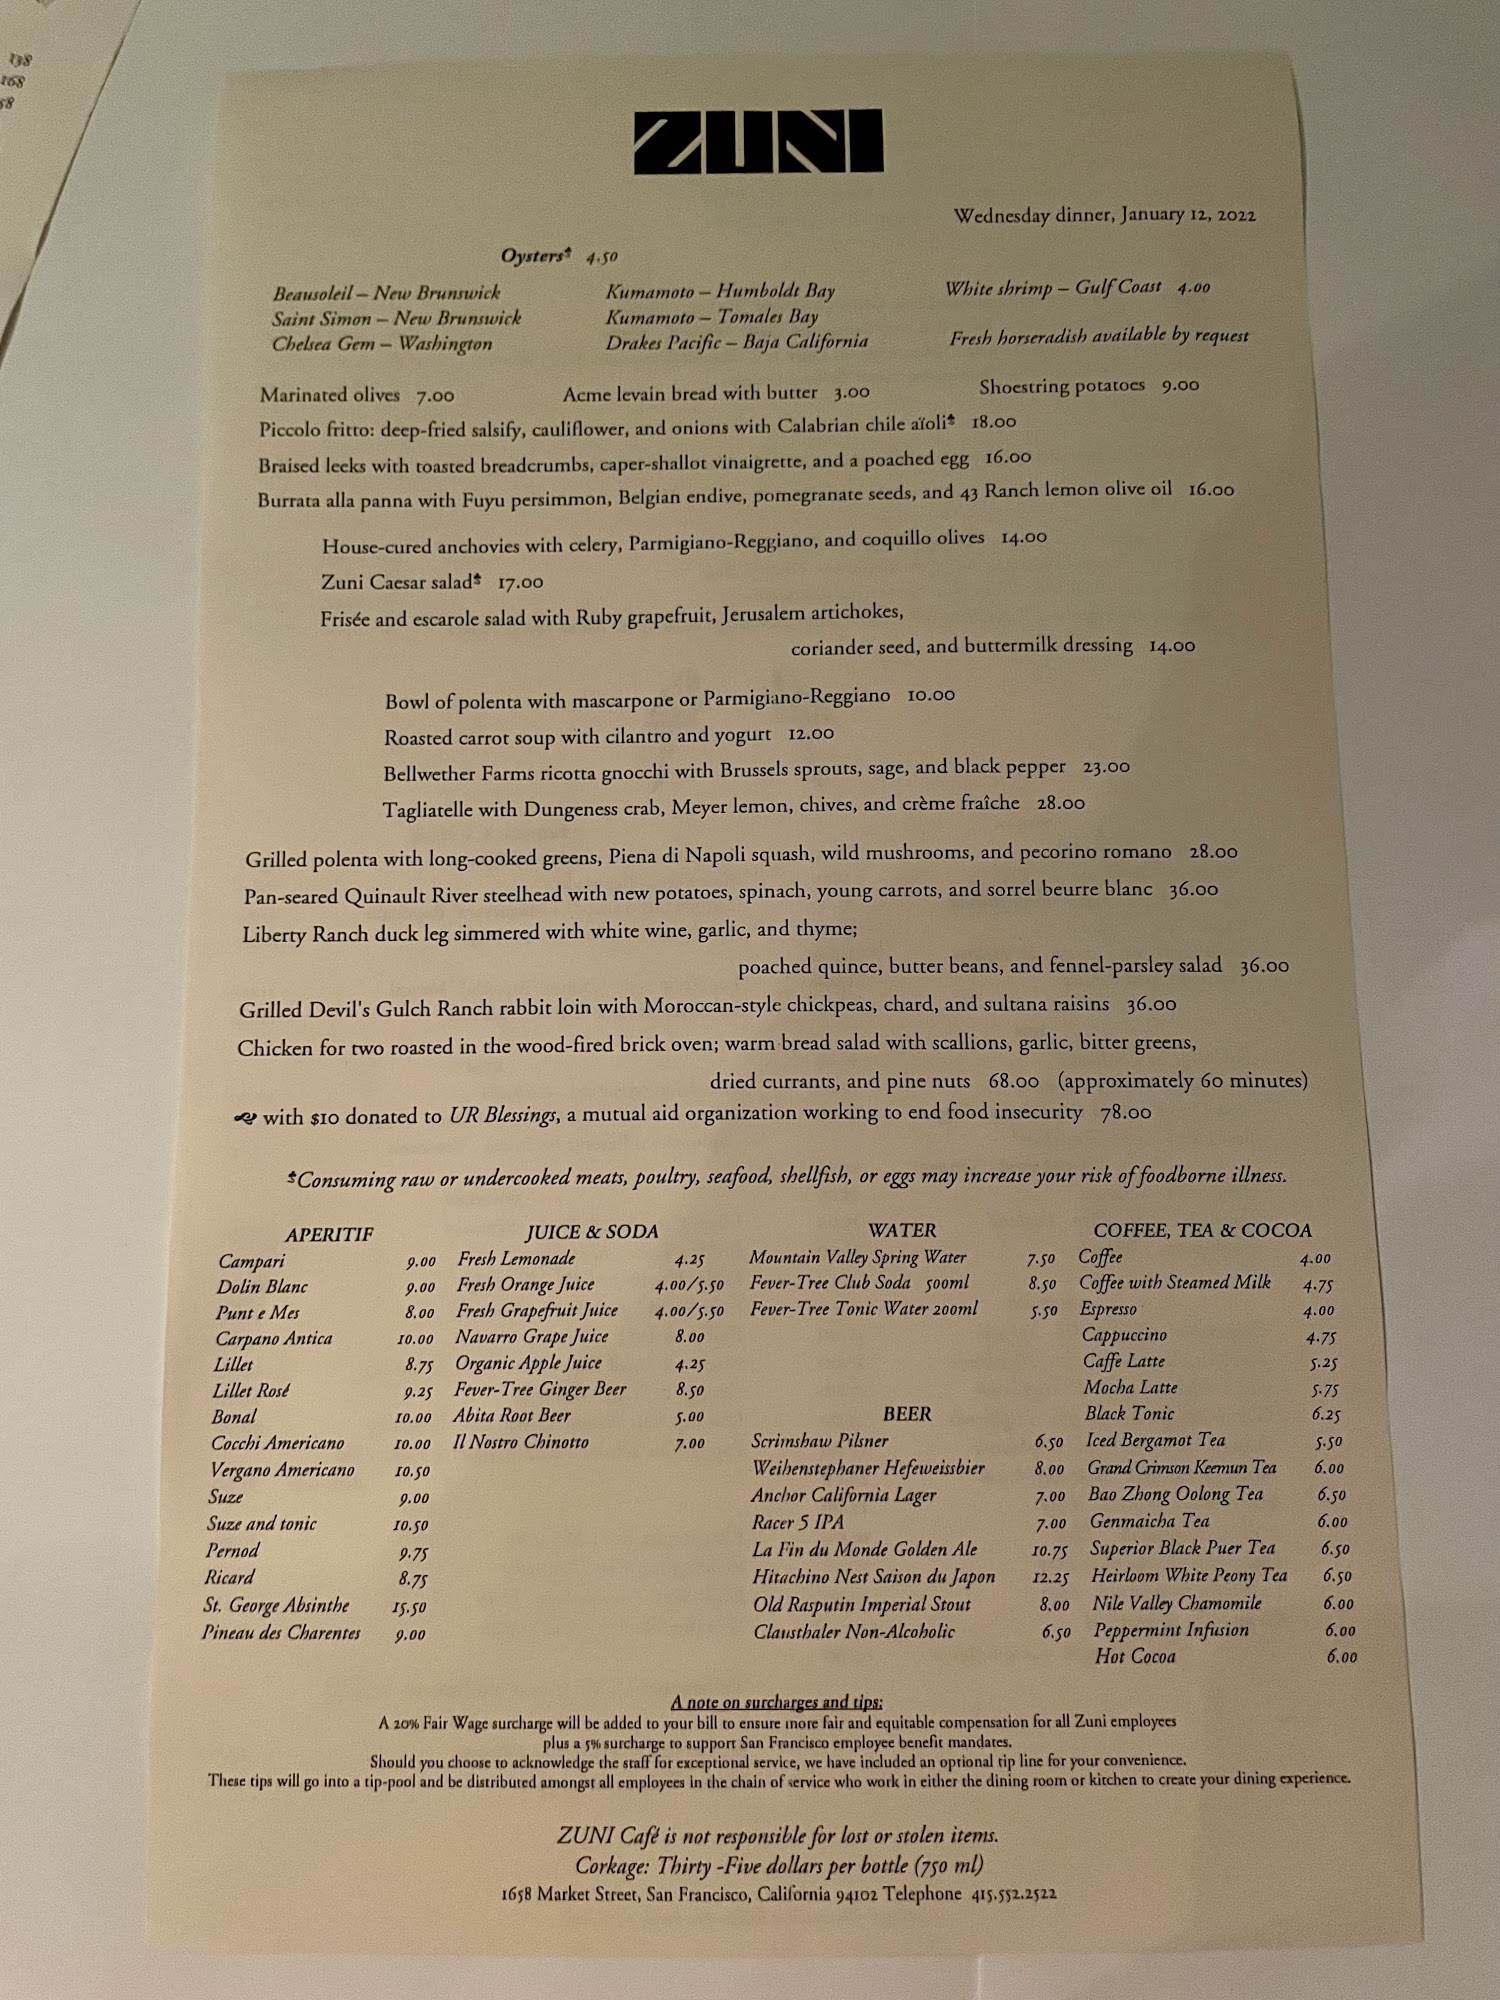 138
168
58
ZUNI
Wednesday dinner, January 12, 2022
Oysters* 4.50
Beausoleil – New Brunswick
Saint Simon – New Brunswick
Chelsea Gem – Washington
Kumamoto – Humboldt Bay
Kumamoto – Tomales Bay
Drakes Pacific – Baja California
White shrimp – Gulf Coast 4.00
Fresh horseradish available by request
Marinated olives 7.00 Acme levain bread with butter 3.00 Shoestring potatoes 9.00
Piccolo fritto: deep-fried salsify, cauliflower, and onions with Calabrian chile aïoli* 18.00
Braised leeks with toasted breadcrumbs, caper-shallot vinaigrette, and a poached egg 16.00
Burrata alla panna with Fuyu persimmon, Belgian endive, pomegranate seeds, and 43 Ranch lemon olive oil 16.00
House-cured anchovies with celery, Parmigiano-Reggiano, and coquillo olives 14.00
Zuni Caesar salad* 17.00
Frisée and escarole salad with Ruby grapefruit, Jerusalem artichokes,
coriander seed, and buttermilk dressing 14.00
Bowl of polenta with mascarpone or Parmigiano-Reggiano 10.00
Roasted carrot soup with cilantro and yogurt 12.00
Bellwether Farms ricotta gnocchi with Brussels sprouts, sage, and black pepper 23.00
Tagliatelle with Dungeness crab, Meyer lemon, chives, and crème fraîche 28.00
Grilled polenta with long-cooked greens, Piena di Napoli squash, wild mushrooms, and pecorino romano 28.00
Pan-seared Quinault River steelhead with new potatoes, spinach, young carrots, and sorrel beurre blanc 36.00
Liberty Ranch duck leg simmered with white wine, garlic, and thyme;
poached quince, butter beans, and fennel-parsley salad 36.00
Grilled Devil's Gulch Ranch rabbit loin with Moroccan-style chickpeas, chard, and sultana raisins 36.00
Chicken for two roasted in the wood-fired brick oven; warm bread salad with scallions, garlic, bitter greens,
dried currants, and pine nuts 68.00 (approximately 60 minutes)
with $10 donated to UR Blessings, a mutual aid organization working to end food insecurity 78.00
*Consuming raw or undercooked meats, poultry, seafood, shellfish, or eggs may increase your risk of foodborne illness.
APERITIF
Campari 9.00
Dolin Blanc 9.00
Punt e Mes 8.00
Carpano Antica 10.00
Lillet 8.75
Lillet Rosé 9.25
Bonal 10.00
Cocchi Americano 10.00
Vergano Americano 10.50
Suze 9.00
Suze and tonic 10.50
Pernod 9.75
Ricard 8.75
St. George Absinthe 15.50
Pineau des Charentes 9.00
JUICE & SODA
Fresh Lemonade 4.25
Fresh Orange Juice 4.00/5.50
Fresh Grapefruit Juice 4.00/5.50
Navarro Grape Juice 8.00
Organic Apple Juice 4.25
Fever-Tree Ginger Beer 8.50
Abita Root Beer 5.00
Il Nostro Chinotto 7.00
WATER
Mountain Valley Spring Water 7.50
Fever-Tree Club Soda 500ml 8.50
Fever-Tree Tonic Water 200ml 5.50
BEER
Scrimshaw Pilsner 6.50
Weihenstephaner Hefeweissbier 8.00
Anchor California Lager 7.00
Racer 5 IPA 7.00
La Fin du Monde Golden Ale 10.75
Hitachino Nest Saison du Japon 12.25
Old Rasputin Imperial Stout 8.00
Clausthaler Non-Alcoholic 6.50
COFFEE, TEA & COCOA
Coffee 4.00
Coffee with Steamed Milk 4.75
Espresso 4.00
Cappuccino 4.75
Caffe Latte 5.25
Mocha Latte 5.75
Black Tonic 6.25
Iced Bergamot Tea 5.50
Grand Crimson Keemun Tea 6.00
Bao Zhong Oolong Tea 6.50
Genmaicha Tea 6.00
Superior Black Puer Tea 6.50
Heirloom White Peony Tea 6.50
Nile Valley Chamomile 6.00
Peppermint Infusion 6.00
Hot Cocoa 6.00
A note on surcharges and tips:
A 20% Fair Wage surcharge will be added to your bill to ensure more fair and equitable compensation for all Zuni employees
plus a 5% surcharge to support San Francisco employee benefit mandates.
Should you choose to acknowledge the staff for exceptional service, we have included an optional tip line for your convenience.
These tips will go into a tip-pool and be distributed amongst all employees in the chain of service who work in either the dining room or kitchen to create your dining experience.
ZUNI Café is not responsible for lost or stolen items.
Corkage: Thirty -Five dollars per bottle (750 ml)
1658 Market Street, San Francisco, California 94102 Telephone 415.552.2522